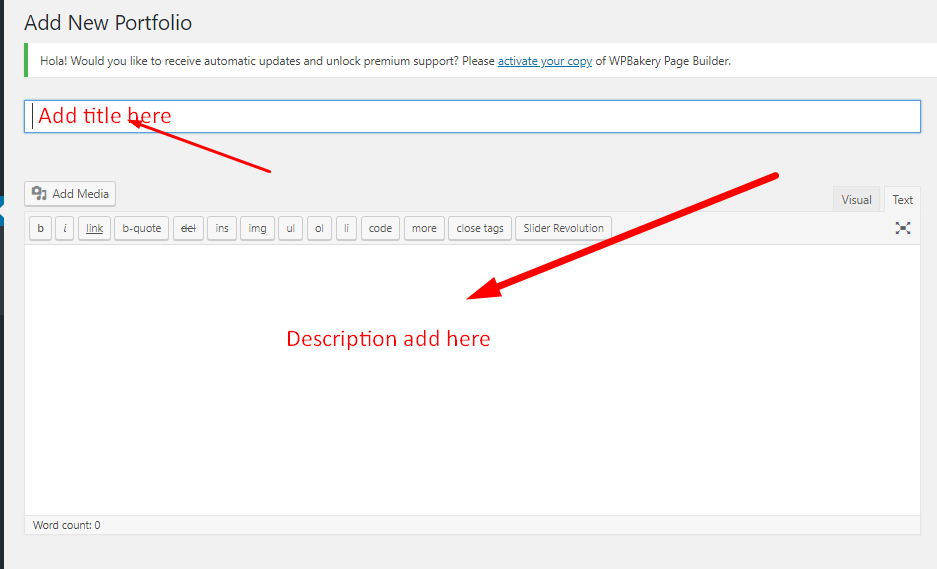 Add New Portfolio
Hola! Would you like to receive automatic updates and unlock premium support? Please activate your copy of WPBakery Page Builder.
Add title here
Add Media
Visual Text
b i link b-quote del ins img ul ol li code more close tags Slider Revolution
Description add here
Word count: 0